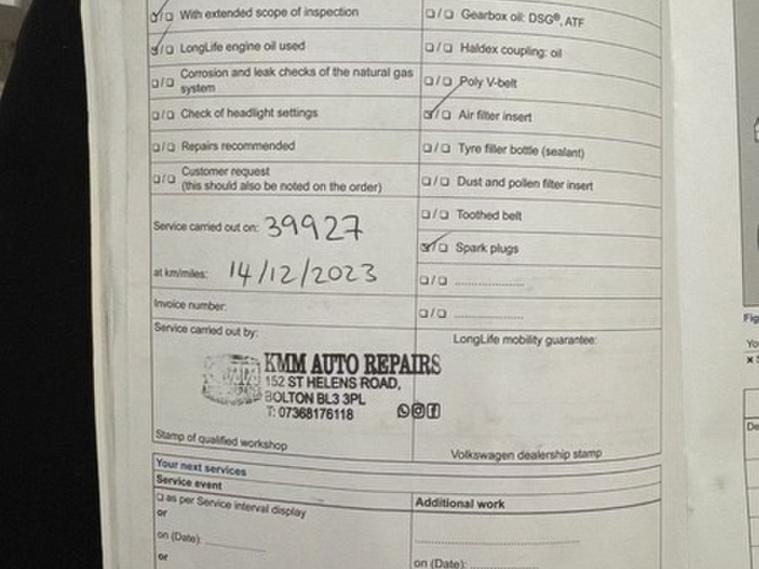 With extended scope of inspection
LongLife engine oil used
Corrosion and leak checks of the natural gas
system
Check of headlight settings
Repairs recommended
Customer request
(this should also be noted on the order)
Service carried out on: 39927
at km/miles: 14/12/2023
Invoice number:
Service carried out by:
KMM AUTO REPAIRS
152 ST HELENS ROAD,
BOLTON BL3 3PL
T: 07368176118
Stamp of qualified workshop
Gearbox oil: DSG®, ATF
Haldex coupling: oil
Poly V-belt
Air filter insert
Tyre filler bottle (sealant)
Dust and pollen filter insert
Toothed belt
Spark plugs
LongLife mobility guarantee:
Volkswagen dealership stamp
Your next services
Service event
as per Service interval display
or
on (Date):
or
Additional work
on (Date):
Fig
Yo
De